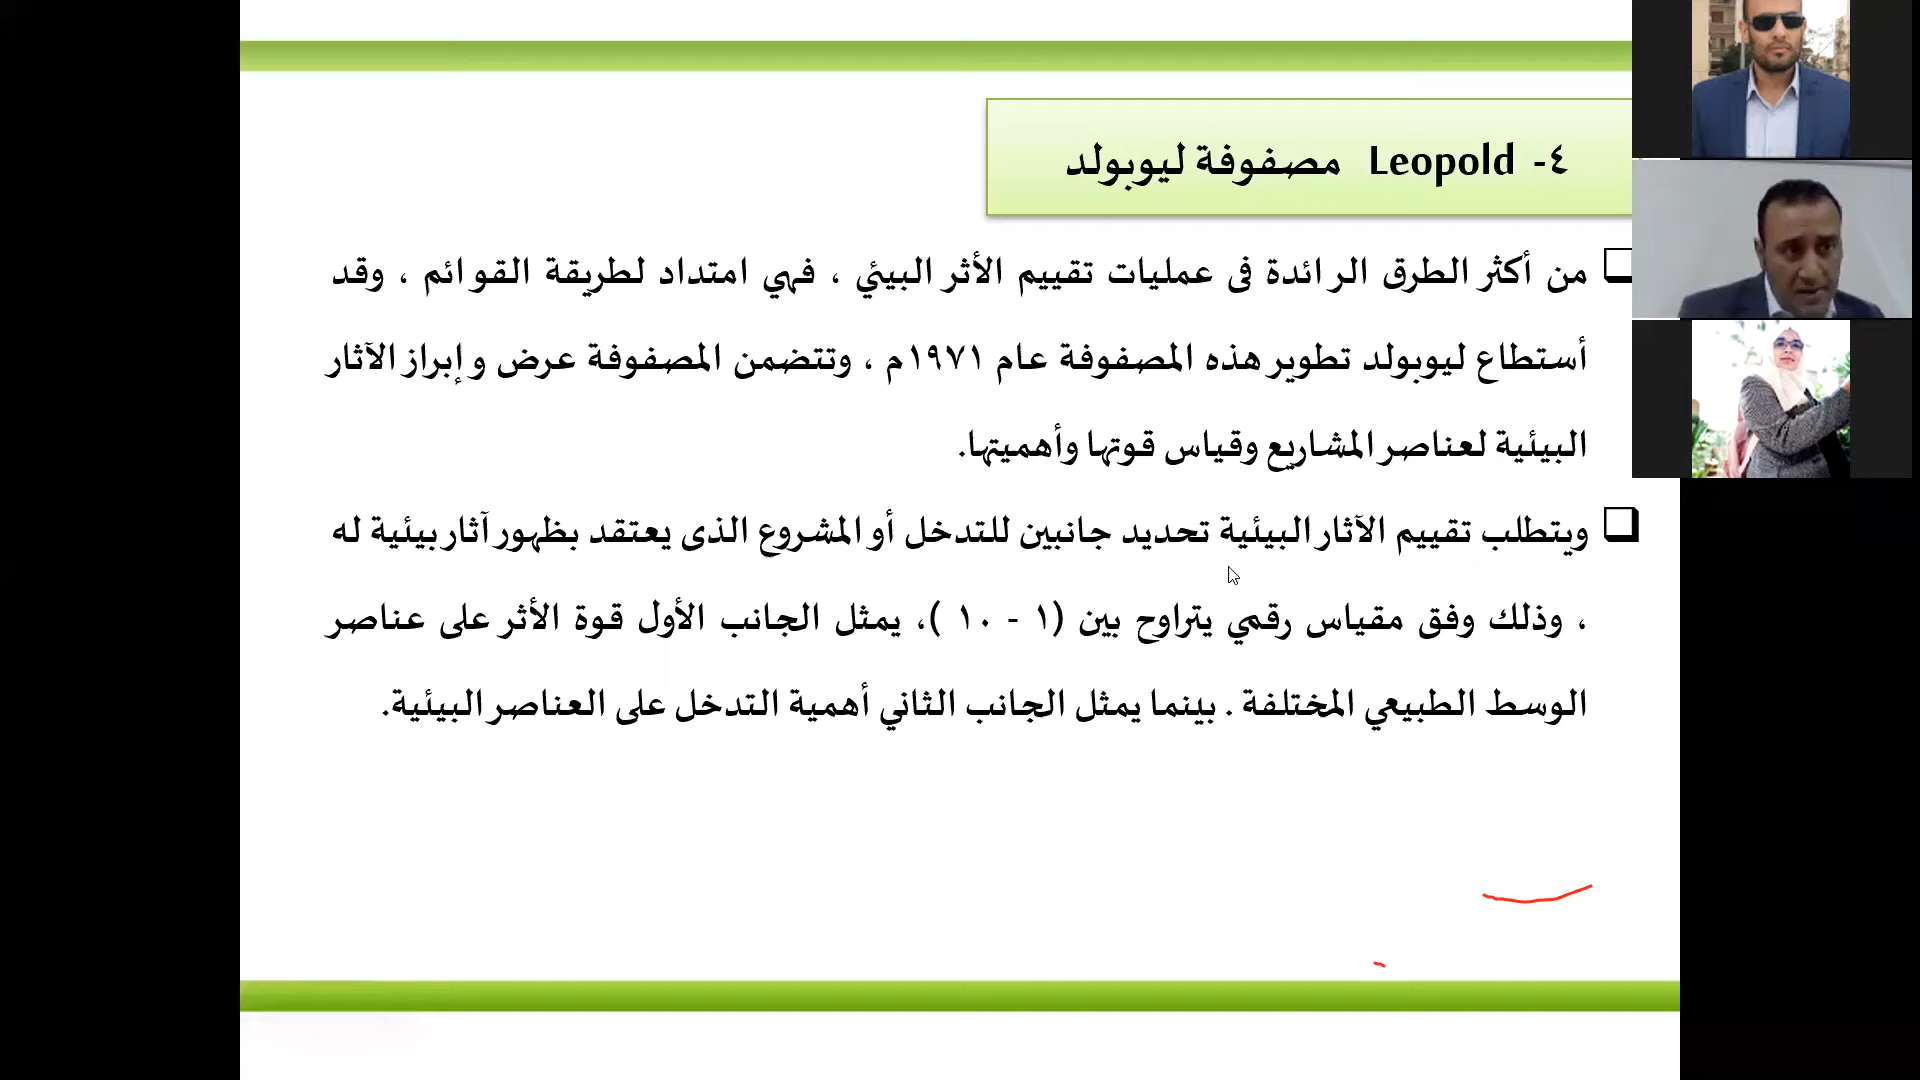 ٤- Leopold مصفوفة ليوبولد
من أكثر الطرق الرائدة فى عمليات تقييم الأثر البيئي ، فهي امتداد لطريقة القوائم ، وقد
أستطاع ليوبولد تطوير هذه المصفوفة عام ١٩٧١م ، وتتضمن المصفوفة عرض وإبراز الآثار
البيئية لعناصر المشاريع وقياس قوتها وأهميتها.
ويتطلب تقييم الآثار البيئية تحديد جانبين للتدخل أو المشروع الذى يعتقد بظهور آثار بيئية له
، وذلك وفق مقياس رقمي يتراوح بين (١ - ١٠ )، يمثل الجانب الأول قوة الأثر على عناصر
الوسط الطبيعي المختلفة . بينما يمثل الجانب الثاني أهمية التدخل على العناصر البيئية.